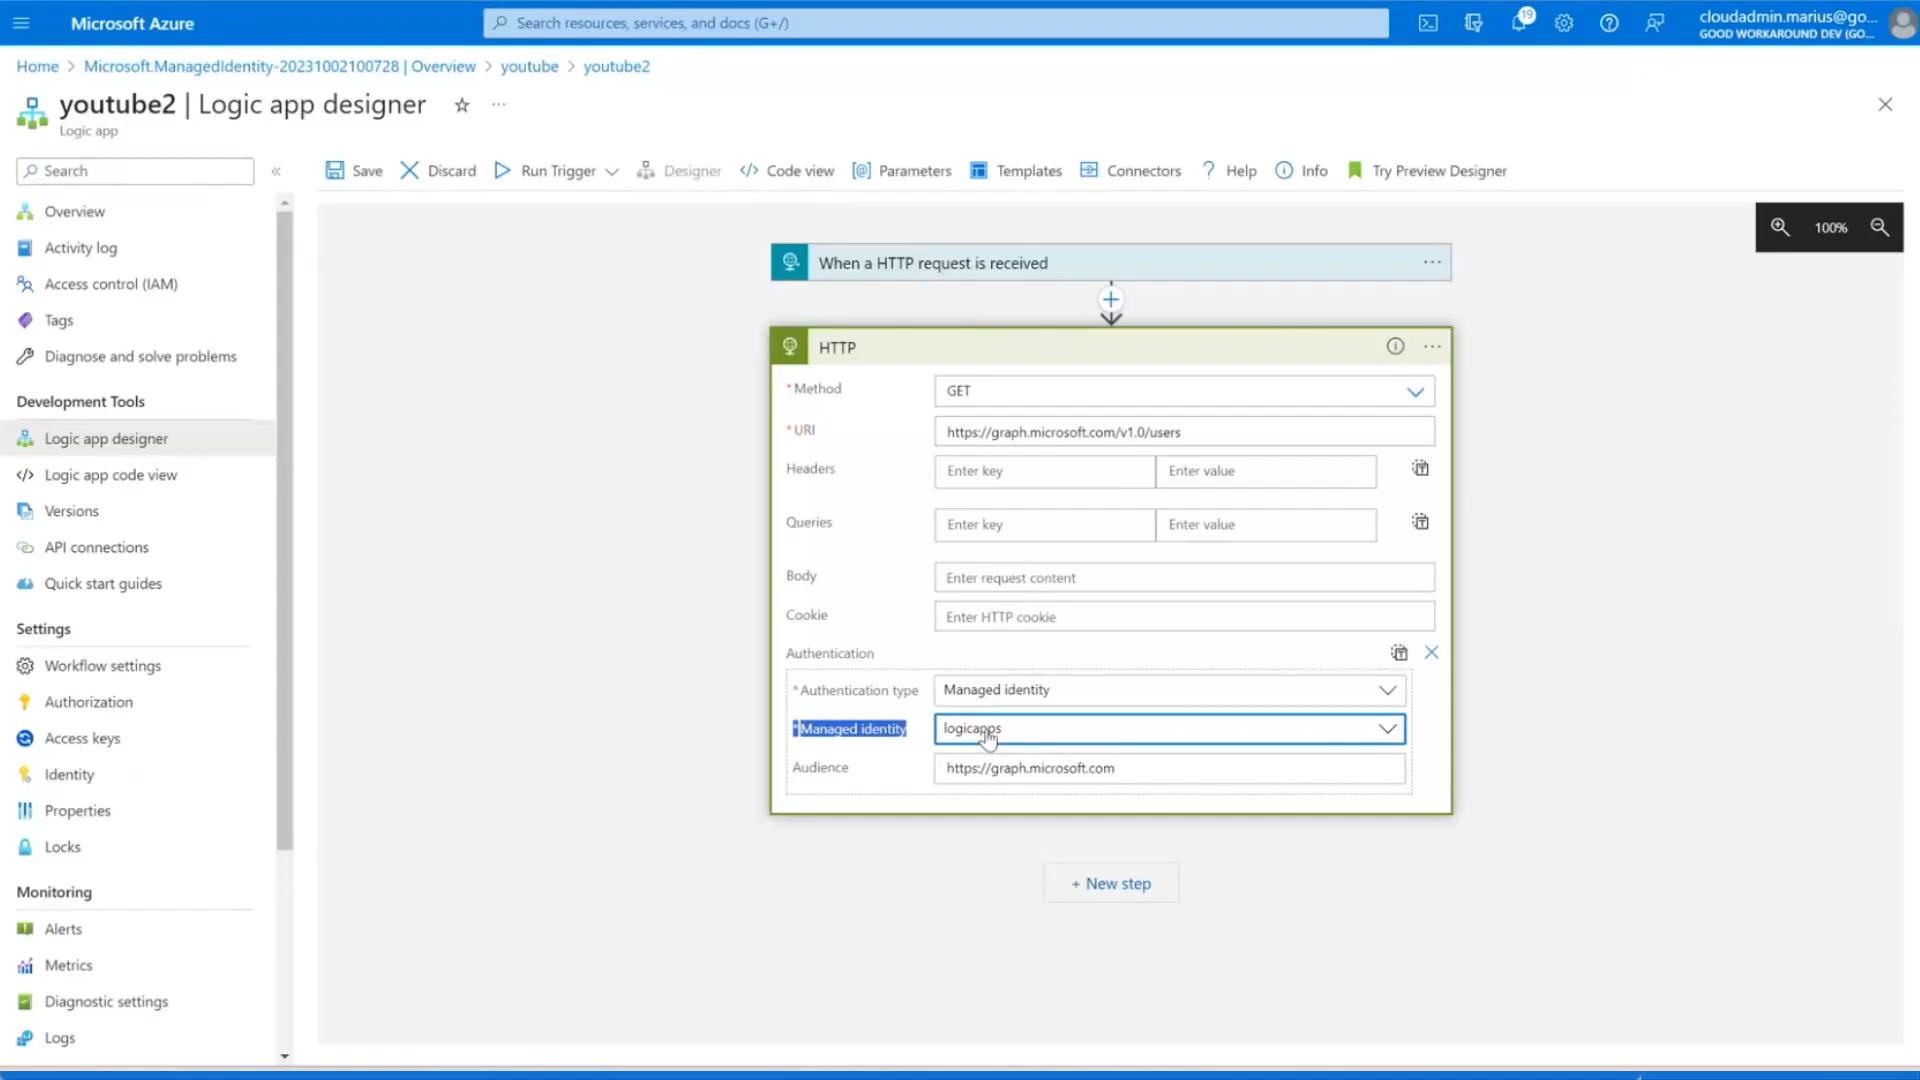 Microsoft Azure
Search resources, services, and docs (G+/)
19
cloudadmin.marius@go...
GOOD WORKAROUND DEV (GO...
Home > Microsoft.ManagedIdentity-20231002100728 | Overview > youtube > youtube2
youtube2 | Logic app designer
Logic app
Search
Save
Discard
Run Trigger
Designer
Code view
Parameters
Templates
Connectors
Help
Info
Try Preview Designer
Overview
Activity log
Access control (IAM)
Tags
Diagnose and solve problems
Development Tools
Logic app designer
Logic app code view
Versions
API connections
Quick start guides
Settings
Workflow settings
Authorization
Access keys
Identity
Properties
Locks
Monitoring
Alerts
Metrics
Diagnostic settings
Logs
100%
When a HTTP request is received
HTTP
* Method
GET
* URI
https://graph.microsoft.com/v1.0/users
Headers
Enter key
Enter value
Queries
Enter key
Enter value
Body
Enter request content
Cookie
Enter HTTP cookie
Authentication
* Authentication type
Managed identity
* Managed identity
logicapps
Audience
https://graph.microsoft.com
+ New step